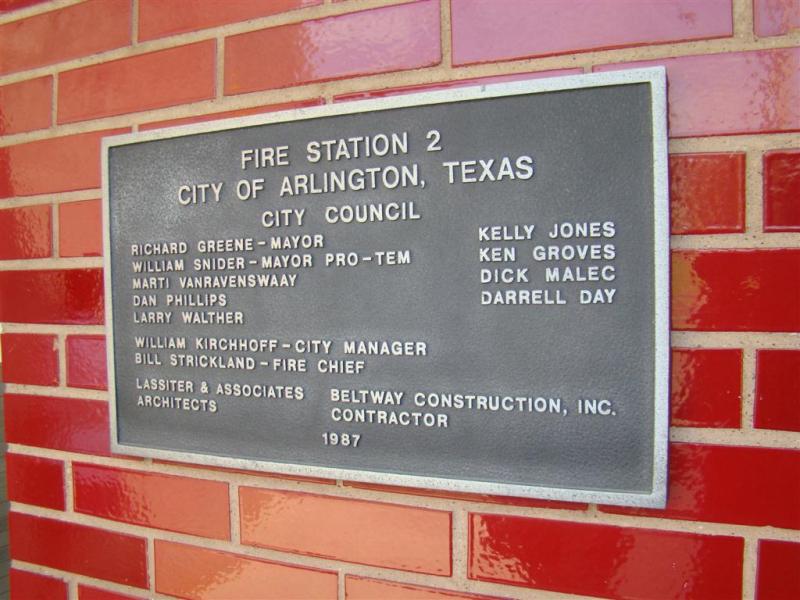 FIRE STATION 2
CITY OF ARLINGTON, TEXAS
CITY COUNCIL
RICHARD GREENE - MAYOR
WILLIAM SNIDER - MAYOR PRO-TEM
MARTI VANRAVENSWAAY
DAN PHILLIPS
LARRY WALTHER
KELLY JONES
KEN GROVES
DICK MALEC
DARRELL DAY
WILLIAM KIRCHHOFF - CITY MANAGER
BILL STRICKLAND - FIRE CHIEF
LASSITER & ASSOCIATES
ARCHITECTS
BELTWAY CONSTRUCTION, INC.
CONTRACTOR
1987